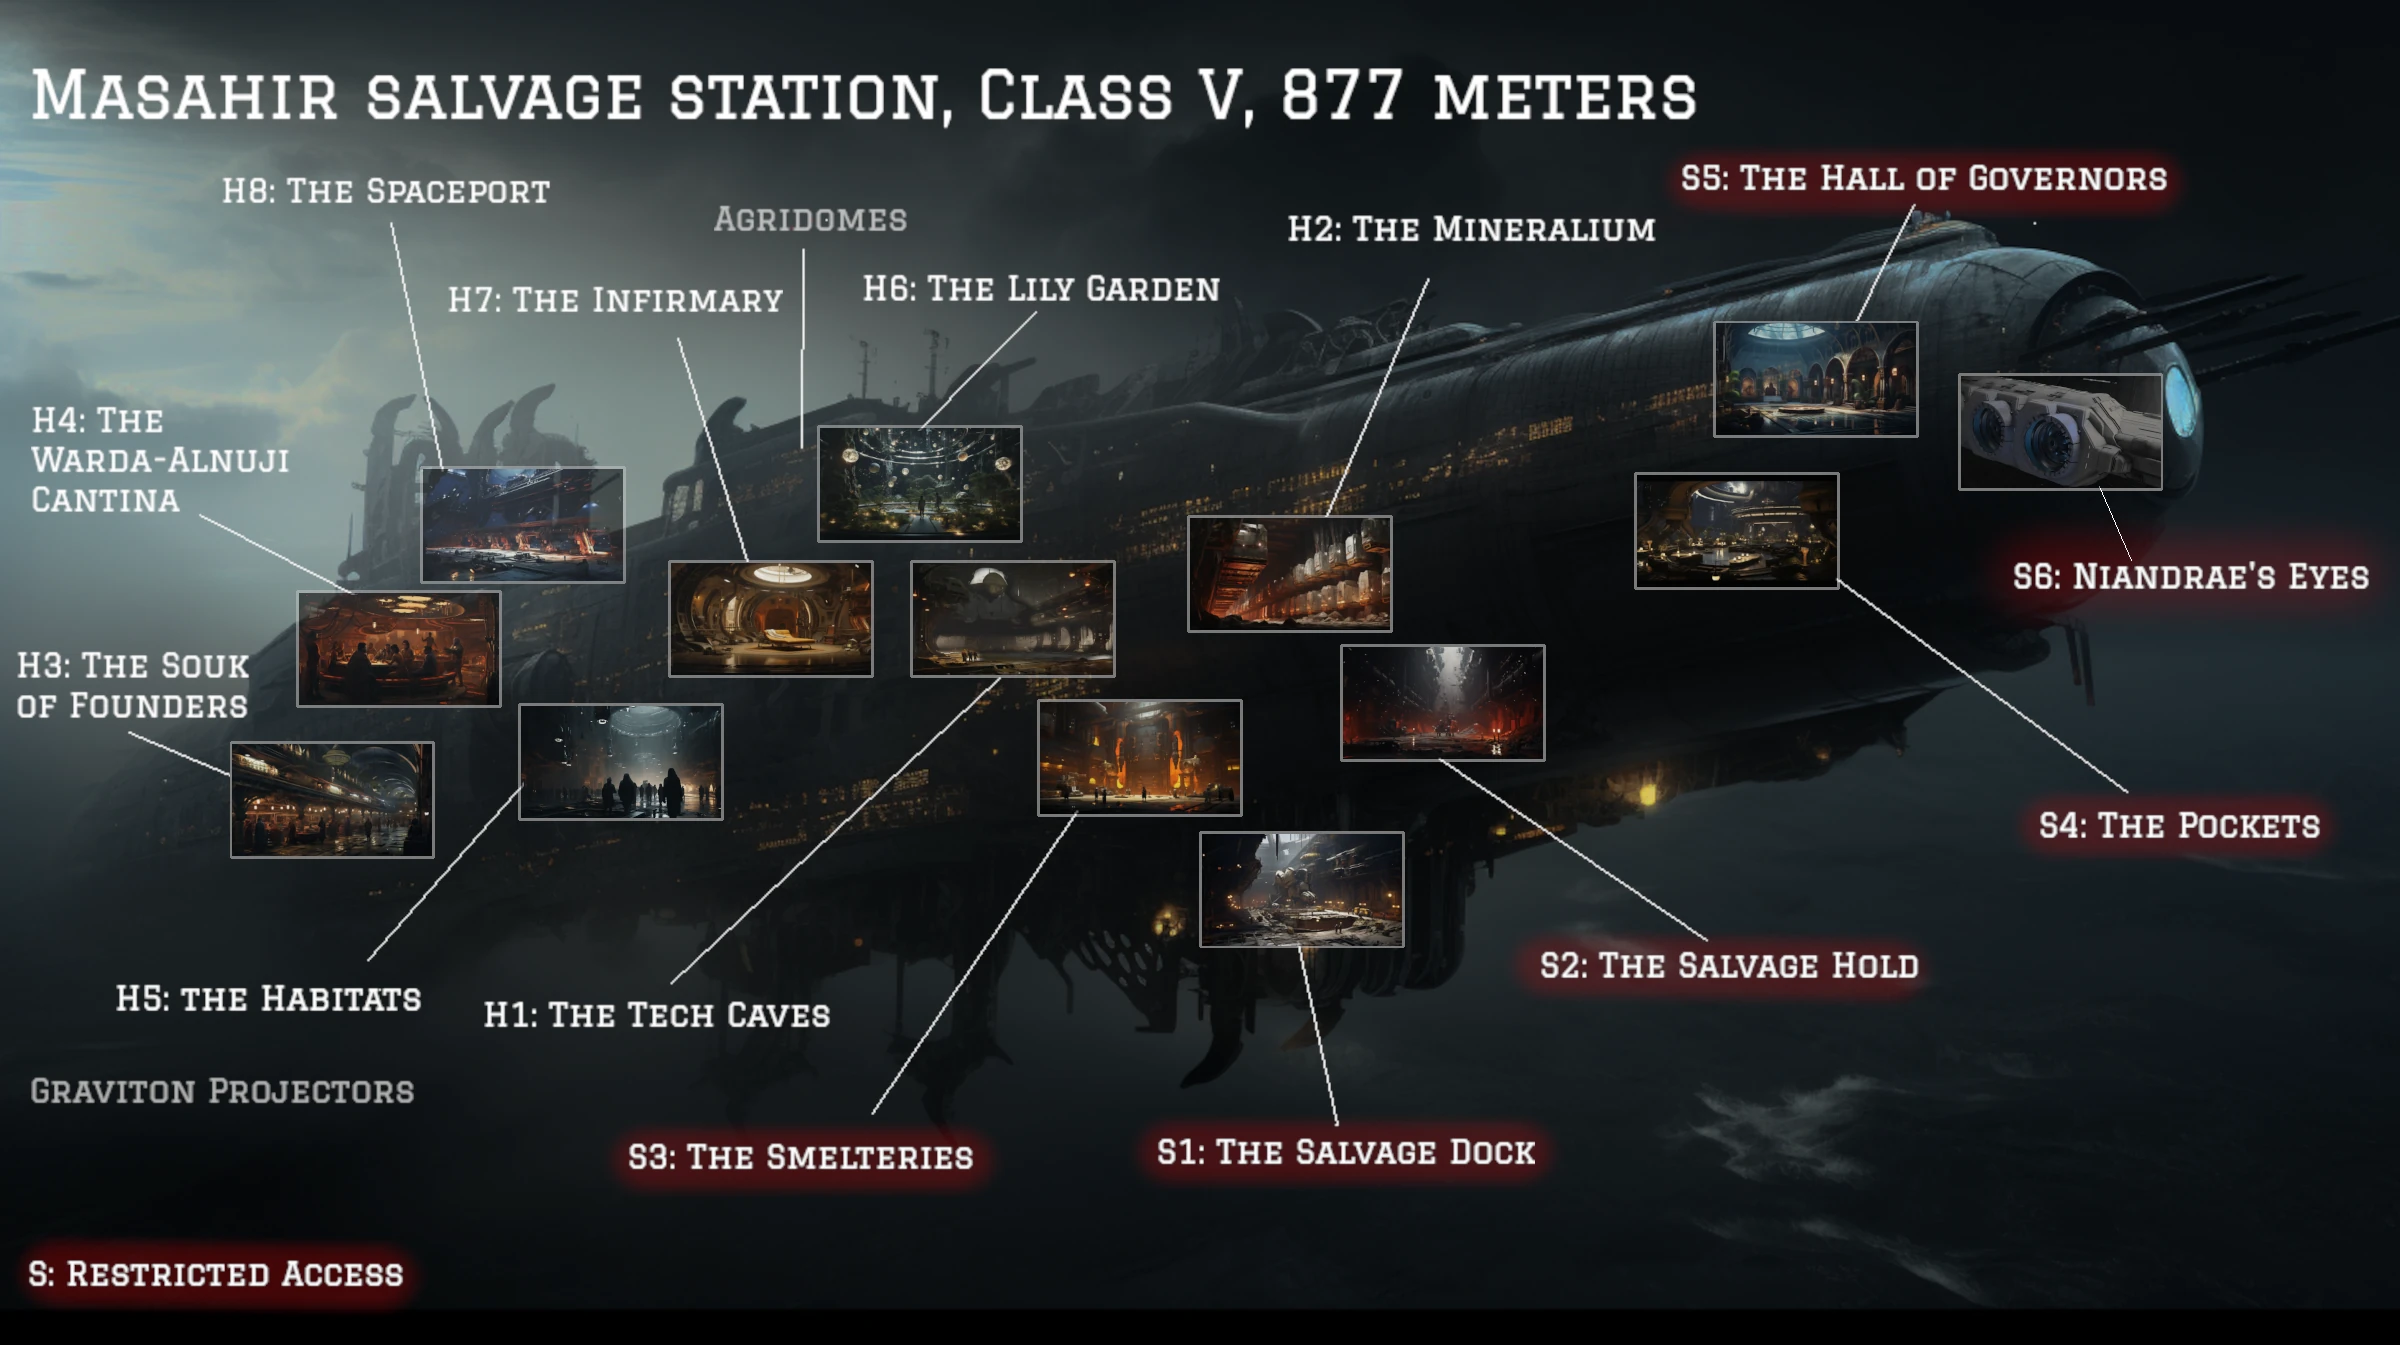 Masahir salvage station, Class V, 877 meters
S5: The Hall of Governors
H8: The Spaceport
Agridomes
H2: The Mineralium
H7: The Infirmary
H6: The Lily Garden
H4: The
Warda-Alnuji
Cantina
S6: Niandrae's Eyes
H3: The Souk
of Founders
S4: The Pockets
S2: The Salvage Hold
H5: the Habitats
H1: The Tech Caves
Graviton Projectors
S3: The Smelteries
S1: The Salvage Dock
S: Restricted Access